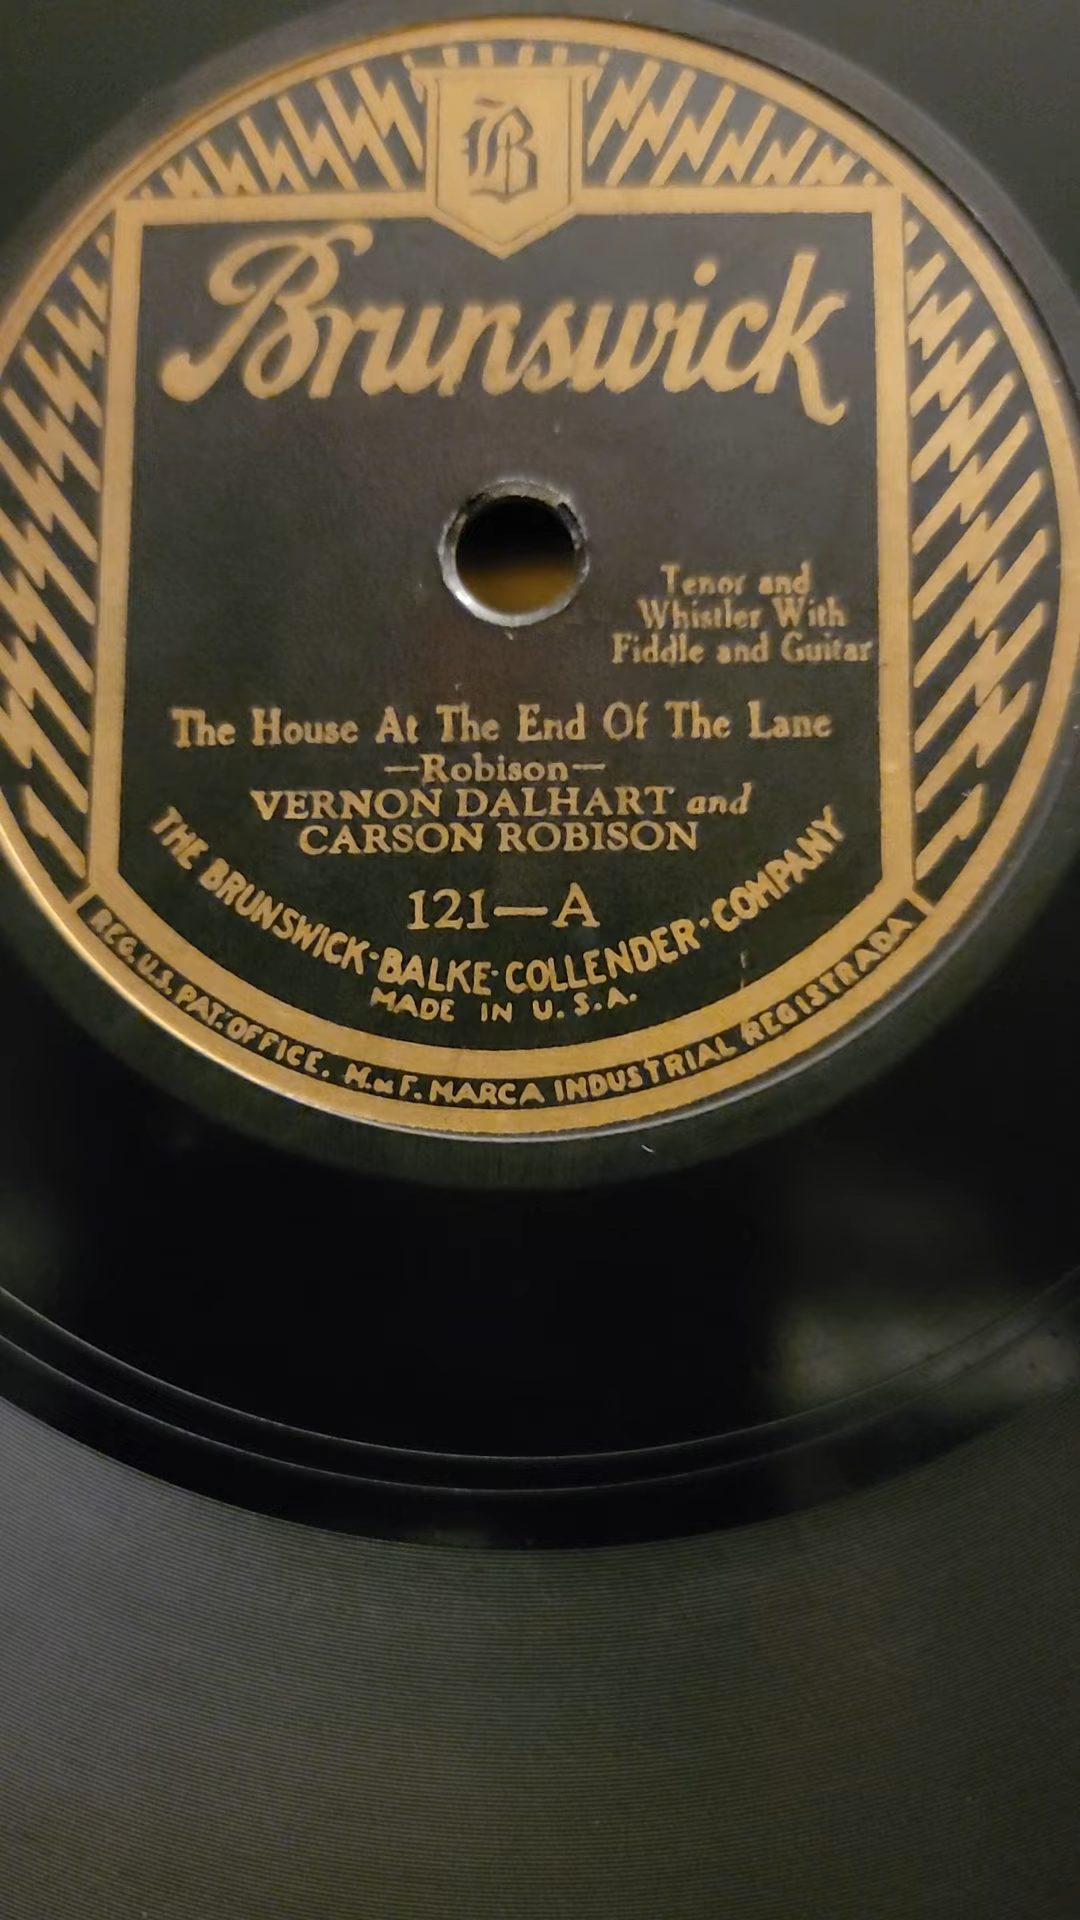 B
Brunswick
Tenor and
Whistler With
Fiddle and Guitar
The House At The End Of The Lane
—Robison—
VERNON DALHART and
CARSON ROBISON
121—A
THE BRUNSWICK·BALKE·COLLENDER·COMPANY
MADE IN U.S.A.
REG.U.S.PAT.OFFICE. M. DE F. MARCA INDUSTRIAL REGISTRADA